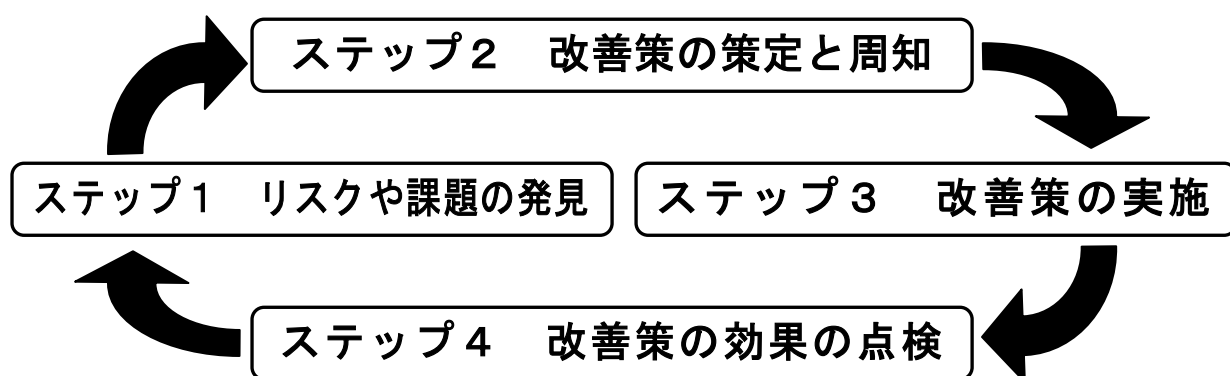 ステップ２　改善策の策定と周知
ステップ１　リスクや課題の発見
ステップ３　改善策の実施
ステップ４　改善策の効果の点検